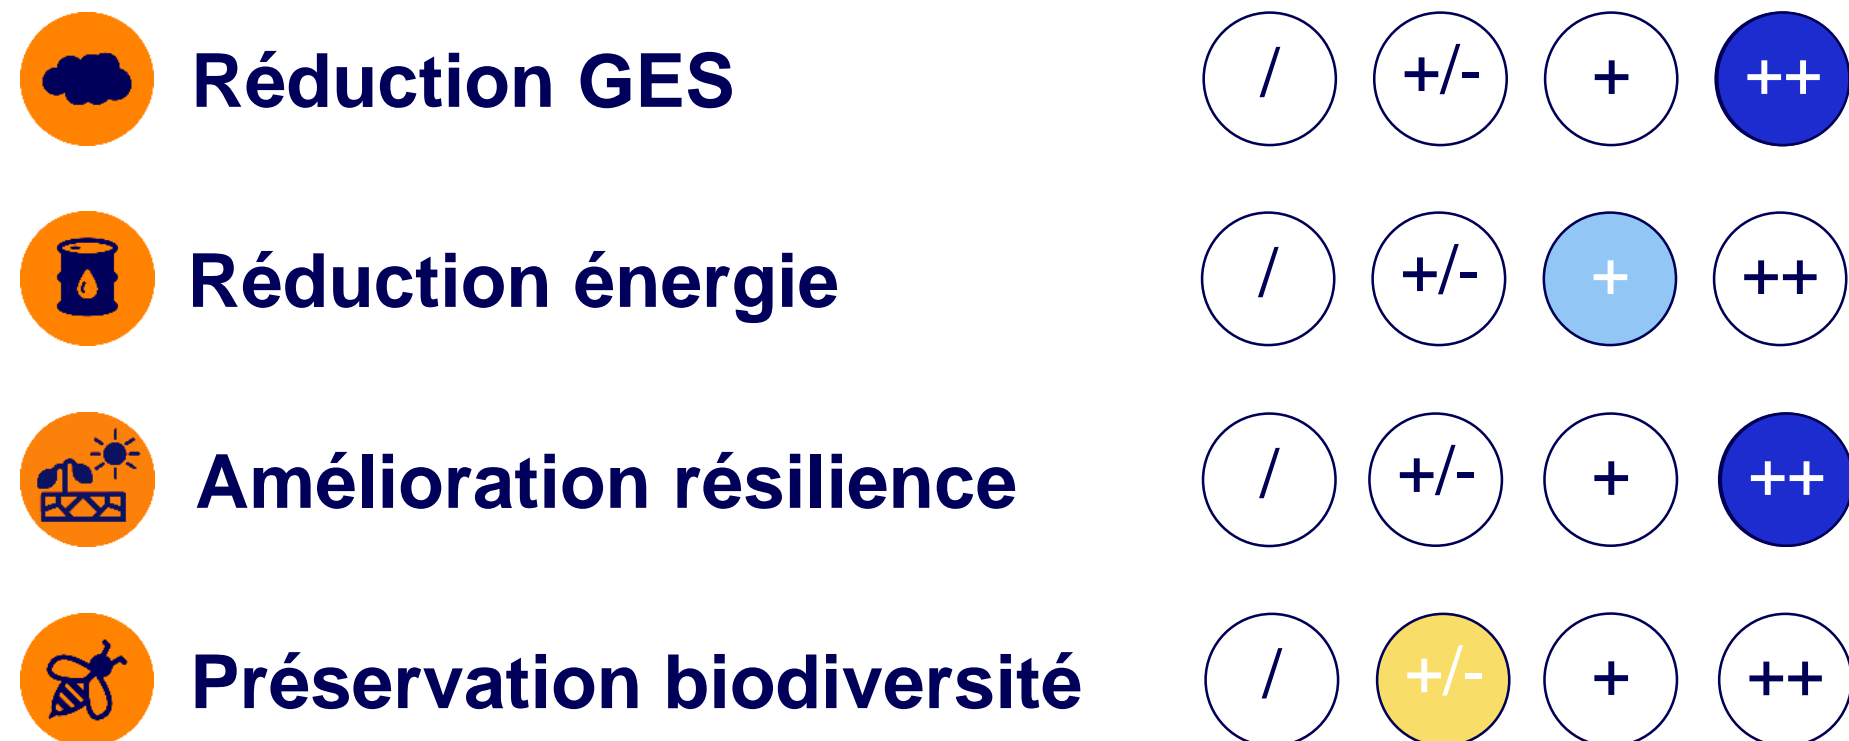 Réduction GES / +/- + ++
Réduction énergie / +/- + ++
Amélioration résilience / +/- + ++
Préservation biodiversité / +/- + ++